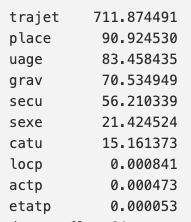 trajet 711.874491
place 90.924530
uage 83.458435
grav 70.534949
secu 56.210339
sexe 21.424524
catu 15.161373
locp 0.000841
actp 0.000473
etatp 0.000053